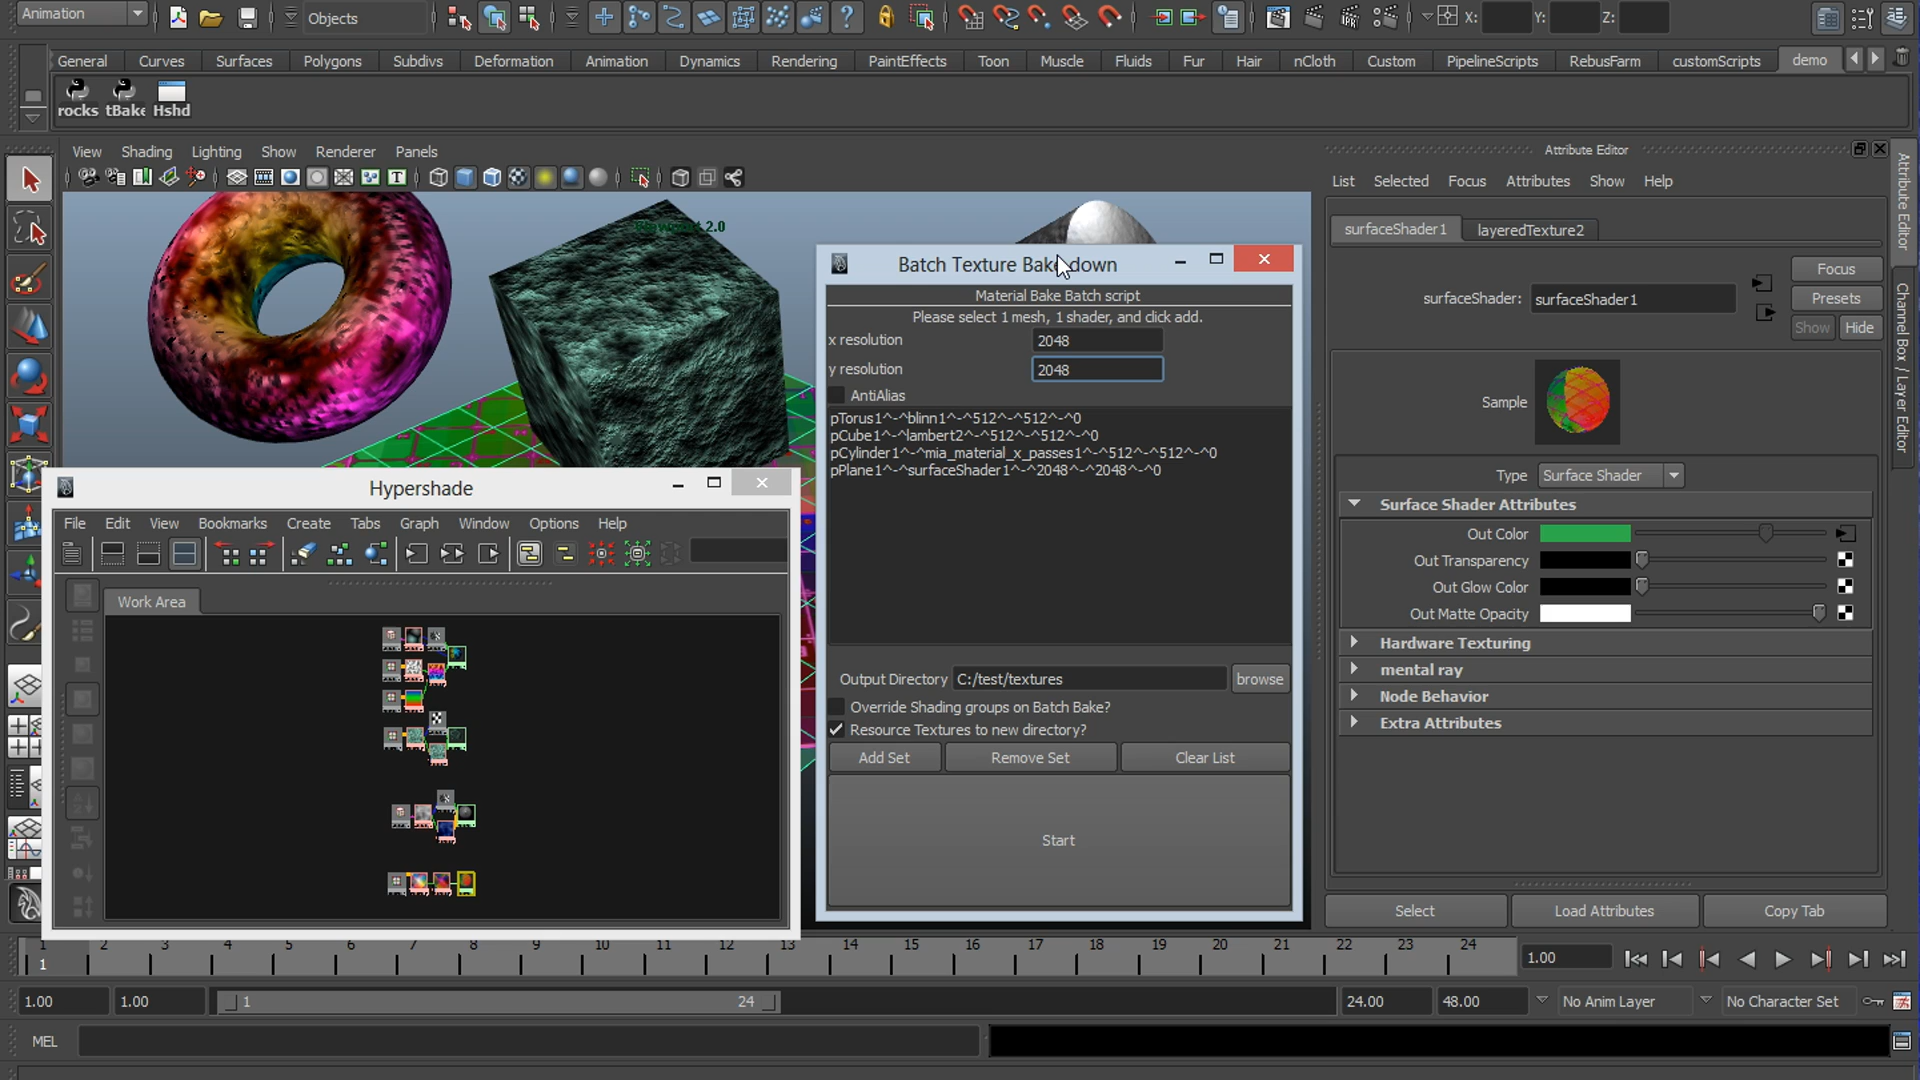 Animation
Objects
X:
Y:
Z:
General Curves Surfaces Polygons Subdivs Deformation Animation Dynamics Rendering PaintEffects Toon Muscle Fluids Fur Hair nCloth Custom PipelineScripts RebusFarm customScripts demo
rocks tBake Hshd
View Shading Lighting Show Renderer Panels
Attribute Editor
List Selected Focus Attributes Show Help
surfaceShader1 layeredTexture2
Focus
surfaceShader: surfaceShader1
Presets
Show Hide
Sample
Type Surface Shader
Surface Shader Attributes
Out Color
Out Transparency
Out Glow Color
Out Matte Opacity
Hardware Texturing
mental ray
Node Behavior
Extra Attributes
Select Load Attributes Copy Tab
Attribute Editor
Channel Box / Layer Editor
2.0
Batch Texture Bake down
Material Bake Batch script
Please select 1 mesh, 1 shader, and click add.
x resolution 2048
y resolution 2048
AntiAlias
pTorus1^-^blinn1^-^512^-^512^-^0
pCube1^-^lambert2^-^512^-^512^-^0
pCylinder1^-^mia_material_x_passes1^-^512^-^512^-^0
pPlane1^-^surfaceShader1^-^2048^-^2048^-^0
Output Directory C:/test/textures browse
Override Shading groups on Batch Bake?
Resource Textures to new directory?
Add Set Remove Set Clear List
Start
Hypershade
File Edit View Bookmarks Create Tabs Graph Window Options Help
Work Area
1 2 3 4 5 6 7 8 9 10 11 12 13 14 15 16 17 18 19 20 21 22 23 24
1
1.00
1.00 1.00 1 24 24.00 48.00 No Anim Layer No Character Set
MEL